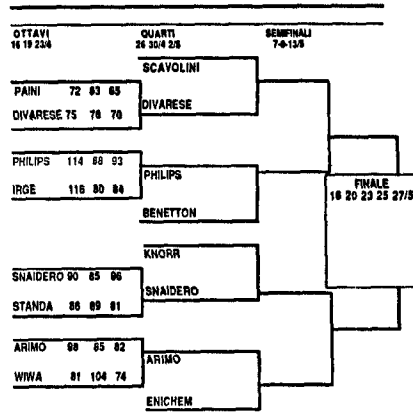 OTTAVI QUARTI SEMIFINALI
16 19 23/4 26 30/4 2/5 7-9-13/5
SCAVOLINI
PAINI 72 83 65
DIVARESE
DIVARESE 75 78 70
PHILIPS 114 88 93
PHILIPS
IRGE 116 80 84
BENETTON
FINALE
18 20 23 25 27/5
KNORR
SNAIDERO 90 85 96
SNAIDERO
STANDA 86 89 81
ARIMO 98 85 82
ARIMO
WIWA 81 104 74
ENICHEM